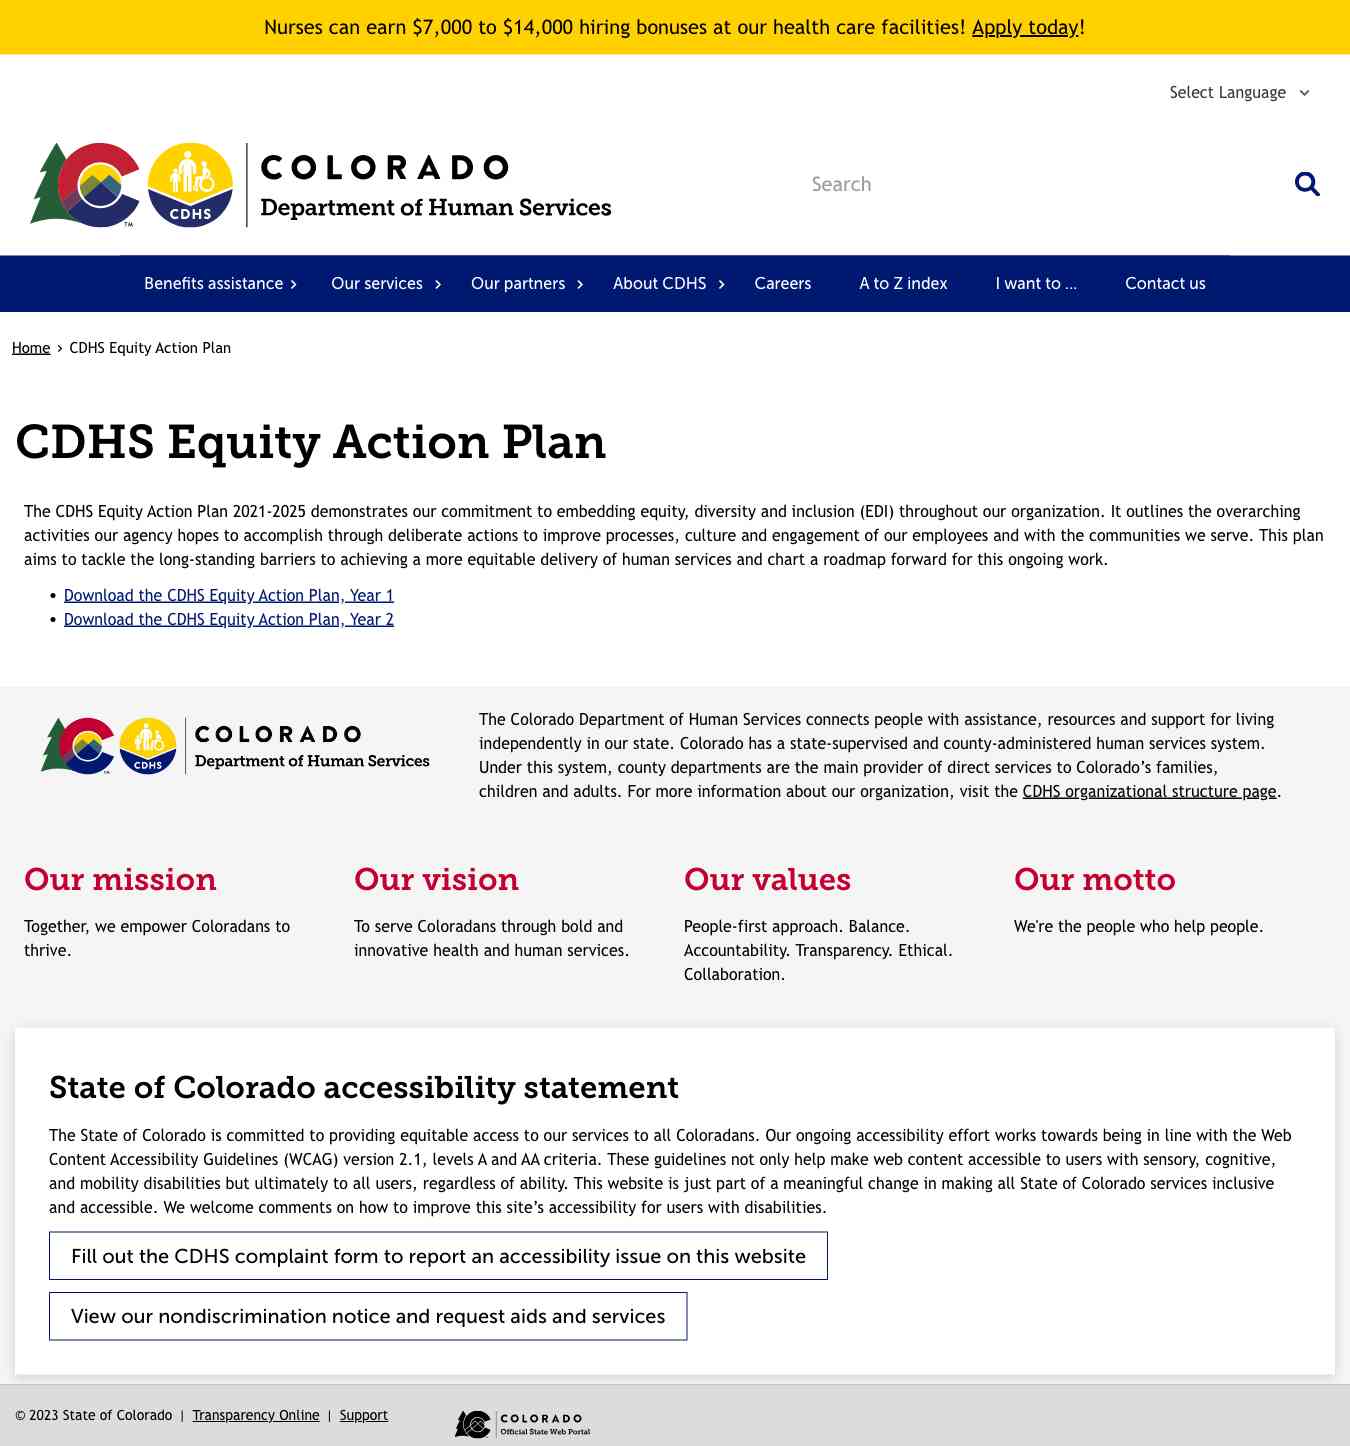 Nurses can earn $7,000 to $14,000 hiring bonuses at our health care facilities! Apply today!
Select Language
CDHS
TM
COLORADO
Department of Human Services
Search
Benefits assistance
Our services
Our partners
About CDHS
Careers
A to Z index
I want to ...
Contact us
Home › CDHS Equity Action Plan
CDHS Equity Action Plan
The CDHS Equity Action Plan 2021-2025 demonstrates our commitment to embedding equity, diversity and inclusion (EDI) throughout our organization. It outlines the overarching
activities our agency hopes to accomplish through deliberate actions to improve processes, culture and engagement of our employees and with the communities we serve. This plan
aims to tackle the long-standing barriers to achieving a more equitable delivery of human services and chart a roadmap forward for this ongoing work.
• Download the CDHS Equity Action Plan, Year 1
• Download the CDHS Equity Action Plan, Year 2
CDHS
TM
COLORADO
Department of Human Services
The Colorado Department of Human Services connects people with assistance, resources and support for living
independently in our state. Colorado has a state-supervised and county-administered human services system.
Under this system, county departments are the main provider of direct services to Colorado’s families,
children and adults. For more information about our organization, visit the CDHS organizational structure page.
Our mission
Together, we empower Coloradans to
thrive.
Our vision
To serve Coloradans through bold and
innovative health and human services.
Our values
People-first approach. Balance.
Accountability. Transparency. Ethical.
Collaboration.
Our motto
We're the people who help people.
State of Colorado accessibility statement
The State of Colorado is committed to providing equitable access to our services to all Coloradans. Our ongoing accessibility effort works towards being in line with the Web
Content Accessibility Guidelines (WCAG) version 2.1, levels A and AA criteria. These guidelines not only help make web content accessible to users with sensory, cognitive,
and mobility disabilities but ultimately to all users, regardless of ability. This website is just part of a meaningful change in making all State of Colorado services inclusive
and accessible. We welcome comments on how to improve this site’s accessibility for users with disabilities.
Fill out the CDHS complaint form to report an accessibility issue on this website
View our nondiscrimination notice and request aids and services
© 2023 State of Colorado | Transparency Online | Support
COLORADO
Official State Web Portal